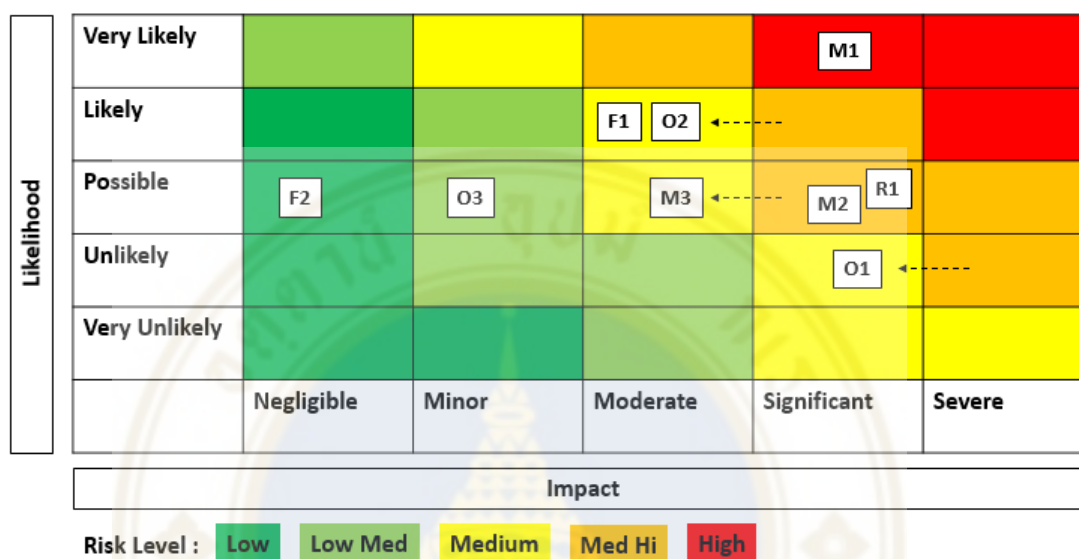 Very Likely
M1
Likely
F1 O2
Likelihood
Possible
F2 O3 M3 M2 R1
Unlikely
O1
Very Unlikely
Negligible Minor Moderate Significant Severe
Impact
Risk Level : Low Low Med Medium Med Hi High